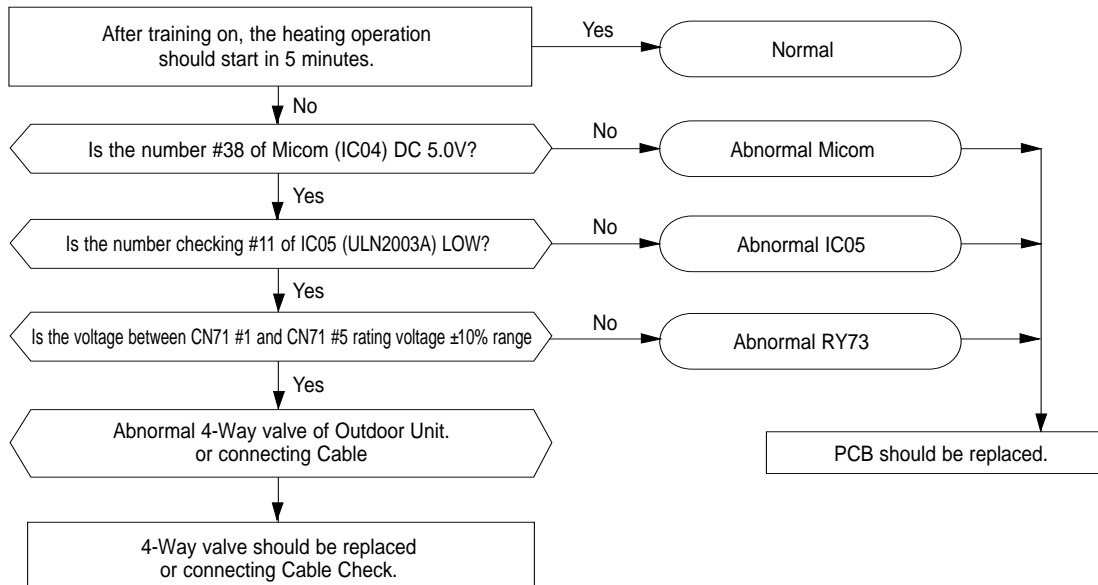 After training on, the heating operation
should start in 5 minutes.
Yes
Normal
No
Is the number #38 of Micom (IC04) DC 5.0V?
No
Abnormal Micom
Yes
Is the number checking #11 of IC05 (ULN2003A) LOW?
No
Abnormal IC05
Yes
Is the voltage between CN71 #1 and CN71 #5 rating voltage ±10% range
No
Abnormal RY73
Yes
Abnormal 4-Way valve of Outdoor Unit.
or connecting Cable
PCB should be replaced.
4-Way valve should be replaced
or connecting Cable Check.